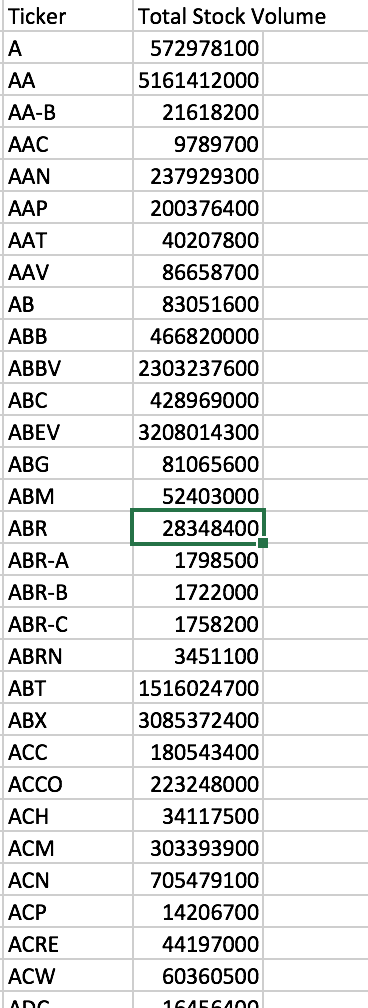 Ticker Total Stock Volume
A 572978100
AA 5161412000
AA-B 21618200
AAC 9789700
AAN 237929300
AAP 200376400
AAT 40207800
AAV 86658700
AB 83051600
ABB 466820000
ABBV 2303237600
ABC 428969000
ABEV 3208014300
ABG 81065600
ABM 52403000
ABR 28348400
ABR-A 1798500
ABR-B 1722000
ABR-C 1758200
ABRN 3451100
ABT 1516024700
ABX 3085372400
ACC 180543400
ACCO 223248000
ACH 34117500
ACM 303393900
ACN 705479100
ACP 14206700
ACRE 44197000
ACW 60360500